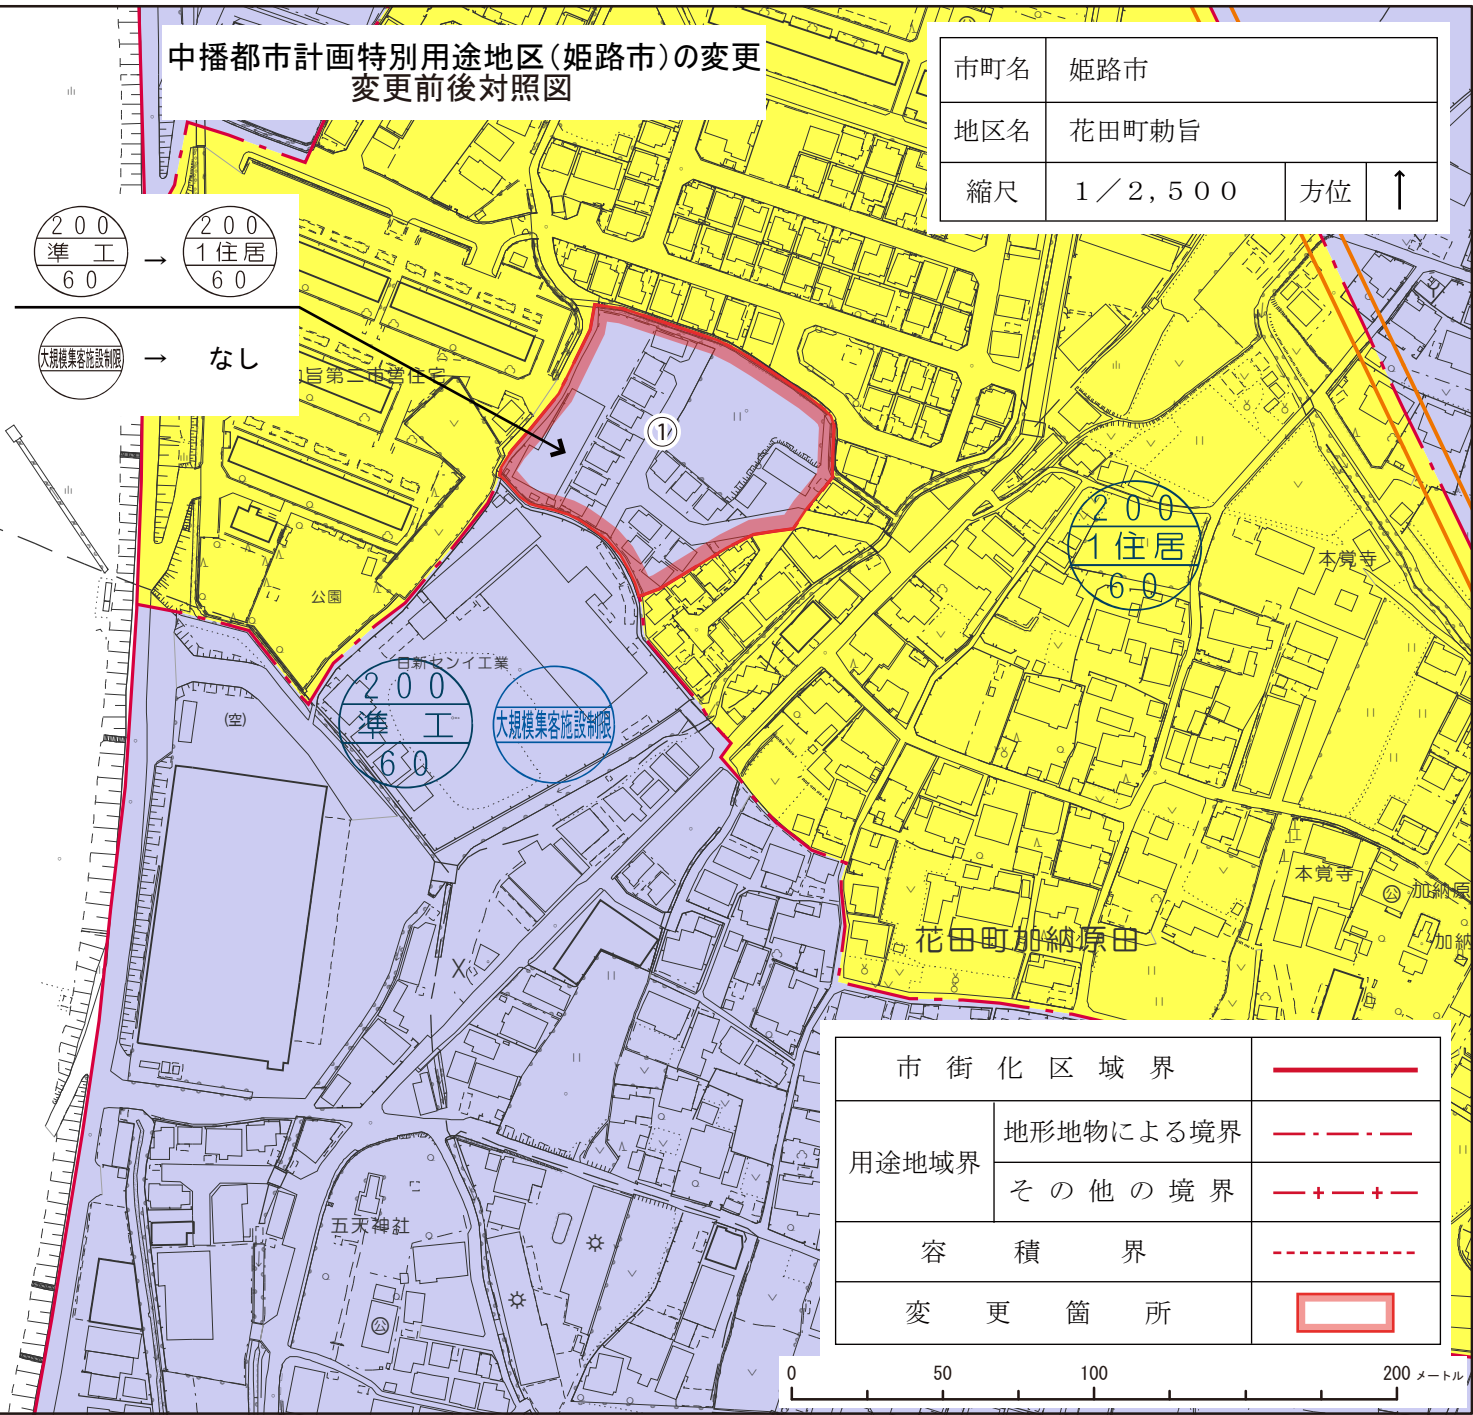 中播都市計画特別用途地区（姫路市）の変更
変更前後対照図
市町名 姫路市
地区名 花田町勅旨
縮尺 1／2,500 方位 ↑
200 準工 60 → 200 1住居 60
大規模集客施設制限 → なし
旨第二市営住宅
①
200
1住居
60
本覚寺
公園
日新センイ工業
200
準工
60
大規模集客施設制限
(空)
本覚寺
公 加納原
加納
花田町加納原田
五天神社
公
市街化区域界
用途地域界
地形地物による境界
その他の境界
容積界
変更箇所
0 50 100 200 メートル